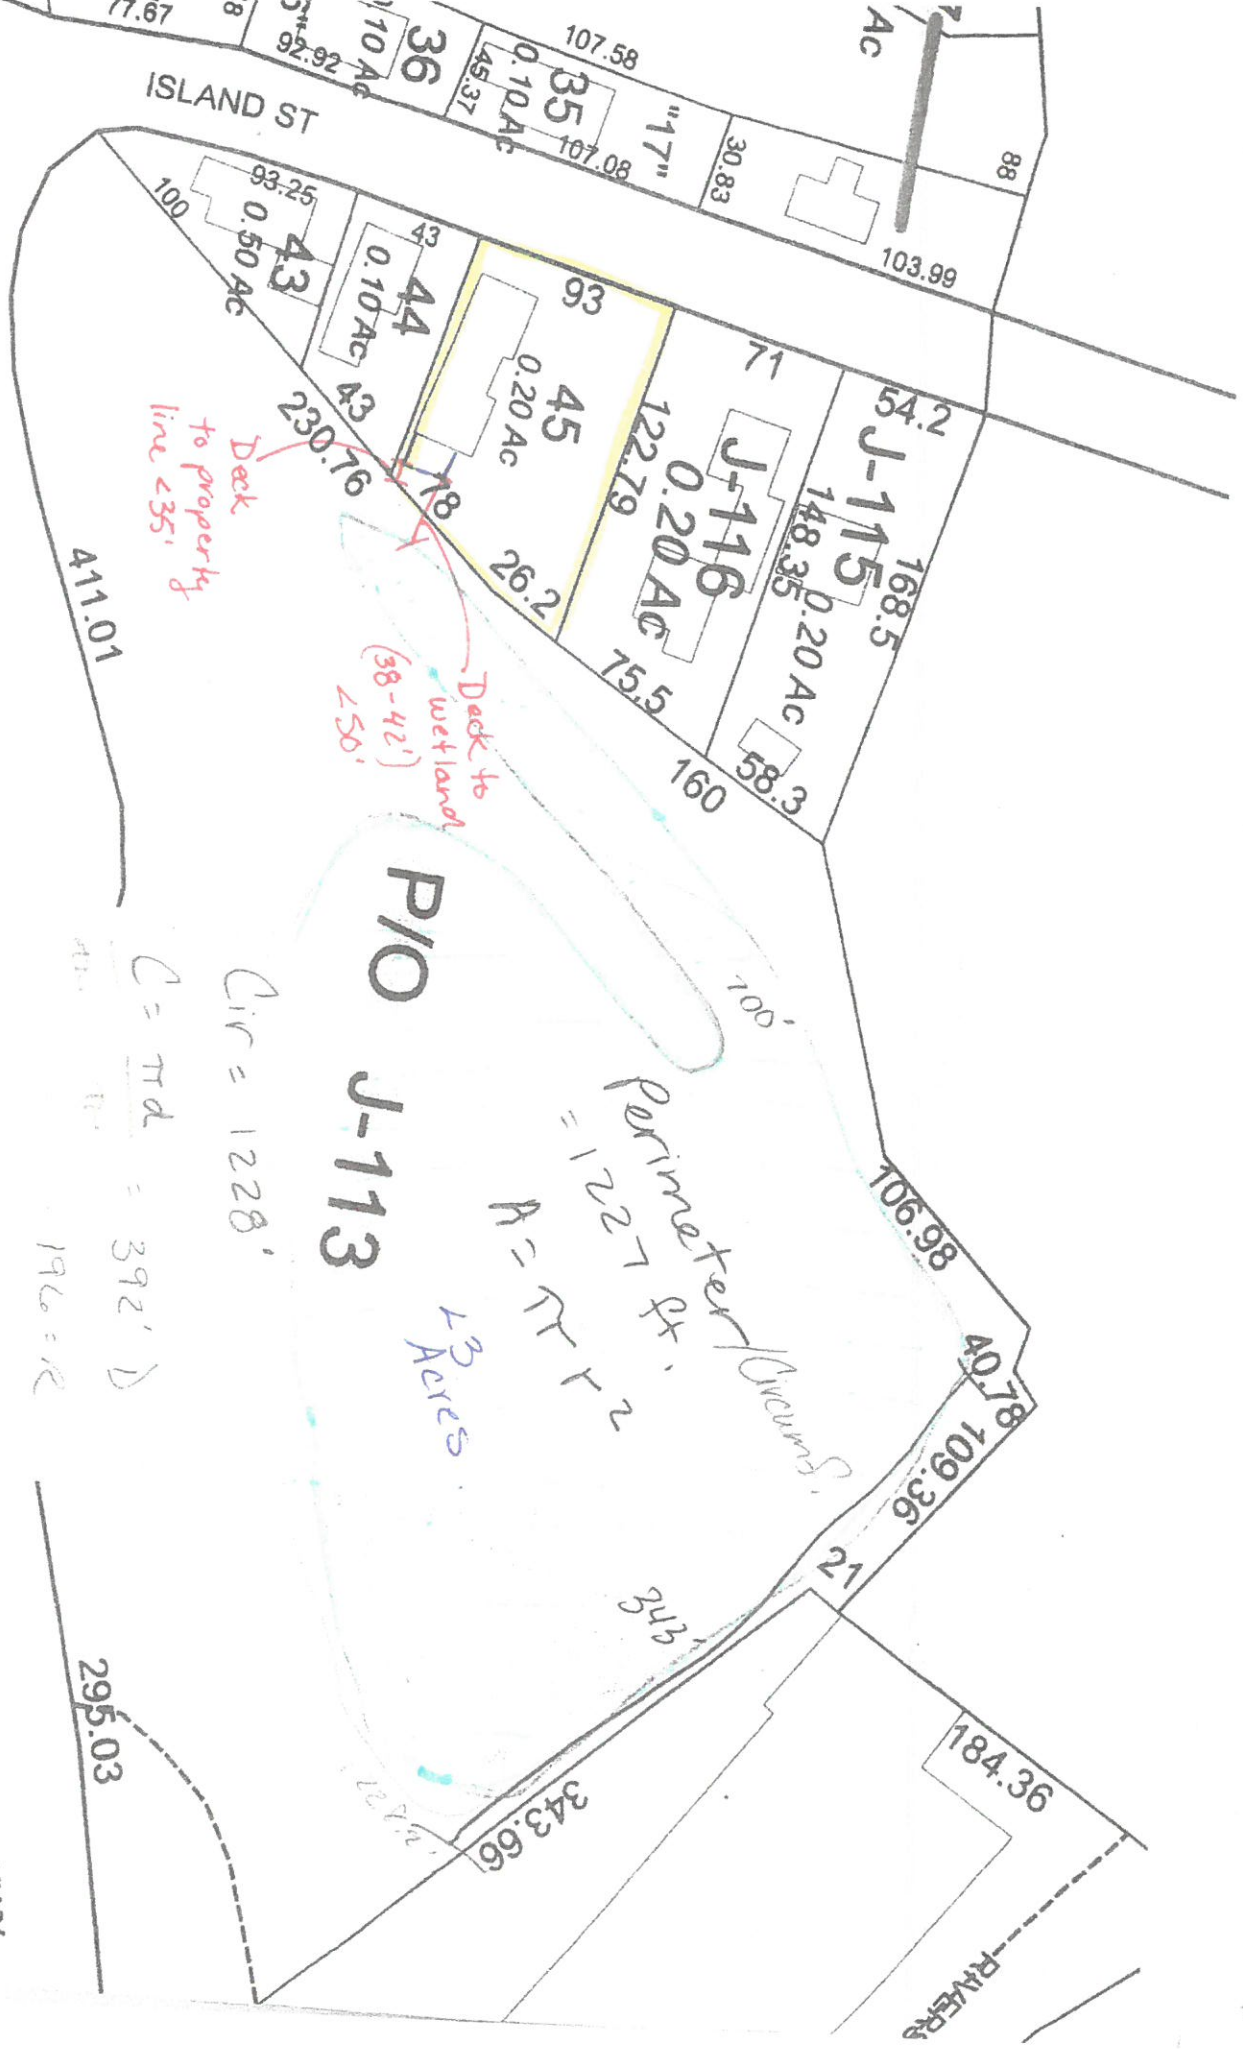 77.67
8
92.92
10 Ac
36
45.37
35
0.10 Ac
107.58
107.08
"17"
30.83
Ac
88
103.99
ISLAND ST
100
93.25
43
0.50 Ac
43
44
0.10 Ac
43
230.76
93
45
0.20 Ac
78
26.2
122.79
71
J-116
0.20 Ac
75.5
54.2
J-115
148.35
0.20 Ac
168.5
58.3
160
411.01
Deck
to property
line <35'
Deck to
wetland
(38-42')
<50'
P/O J-113
100'
Perimeter/Circumf.
= 1227 ft.
A = π r 2
<3
Acres
Cir = 1228'
C = πd = 392' D
196 = R
106.98
40.78
109.36
21
343'
343.66
184.36
295.03
RIVERS